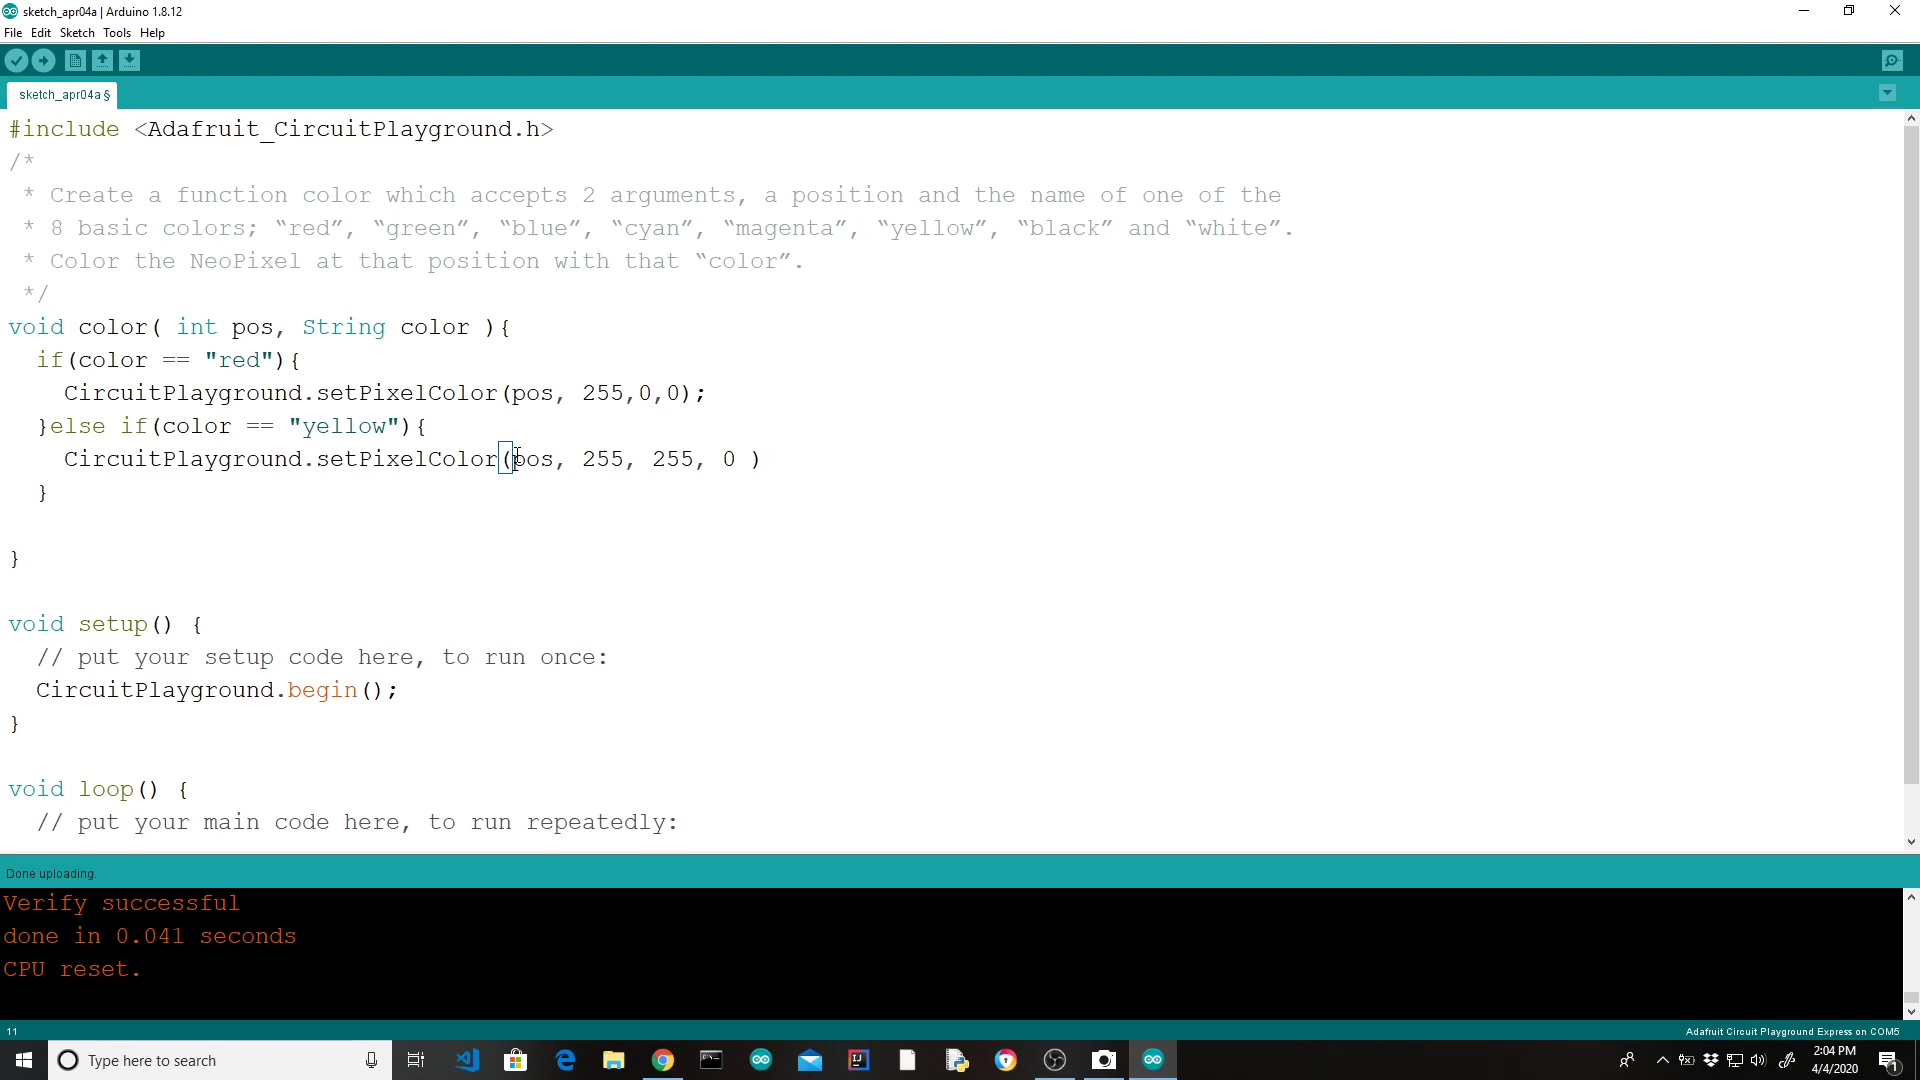 sketch_apr04a | Arduino 1.8.12
File Edit Sketch Tools Help
sketch_apr04a §
#include <Adafruit_CircuitPlayground.h>
/*
* Create a function color which accepts 2 arguments, a position and the name of one of the
* 8 basic colors; “red”, “green”, “blue”, “cyan”, “magenta”, “yellow”, “black” and “white”.
* Color the NeoPixel at that position with that “color”.
*/
void color( int pos, String color ){
if(color == "red"){
CircuitPlayground.setPixelColor(pos, 255,0,0);
}else if(color == "yellow"){
CircuitPlayground.setPixelColor(pos, 255, 255, 0 )
}
}
void setup() {
// put your setup code here, to run once:
CircuitPlayground.begin();
}
void loop() {
// put your main code here, to run repeatedly:
Done uploading.
Verify successful
done in 0.041 seconds
CPU reset.
11
Adafruit Circuit Playground Express on COM5
Type here to search
2:04 PM
4/4/2020
1